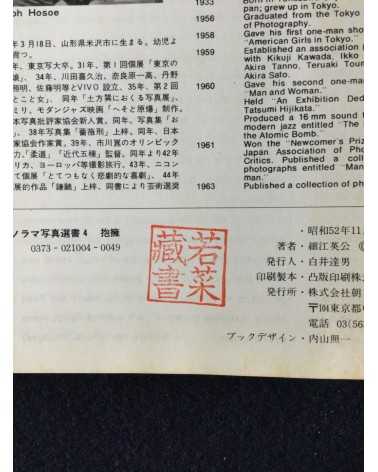 ph Hosoe
年3月18日、山形県米沢市に生まる。幼児よ
育つ。
年、東京写大卒。31年、第1回個展「東京の
娘」、34年、川田喜久治、奈良原一高、丹野
皓明、佐藤明等とVIVO設立、35年、第2回
とこと女」、同年「土方巽における写真展」、
ミリ、モダンジャズ映画「へそと原爆」制作。
本写真批評家協会新人賞。同年、写真集「お
」、38年写真集「薔薇刑」上梓、同年、日本
家協会作家賞、39年、市川崑のオリンピック
力、「柔道」「近代五種」監督、同年より42年
リカ、ヨーロッパ等撮影旅行、43年、ニコン
て個展「とてつもなく悲劇的な喜劇」、44年
展的作品「鎌鼬」上梓、同書により芸術選奨
1933
pan; grew up in Tokyo.
1956 Graduated from the Tokyo
of Photography.
1958 Gave his first one-man sho
"American Girls in Tokyo."
1959 Established an association (
with Kikuji Kawada, Ikko
Akira Tanno, Teruaki Tour
Akira Sato.
1960 Gave his second one-man
"Man and Woman."
Held "An Exhibition Dedi
Tatsumi Hijikata."
Produced a 16 mm sound f
modern jazz entitled "The
the Atomic Bomb."
1961 Won the "Newcomer's Priz
Japan Association of Pho
Critics. Published a coll
photographs entitled "Man
man."
1963 Published a collection of ph
ノラマ写真選書4 抱擁
0373-021004-0049
若菜
藏書
・昭和52年11.
著者・細江英公 ©
発行人・白井達男
印刷製本・凸版印刷株
発行所・株式会社朝
〒104東京都
電話 03(56
ブックデザイン・内山照一